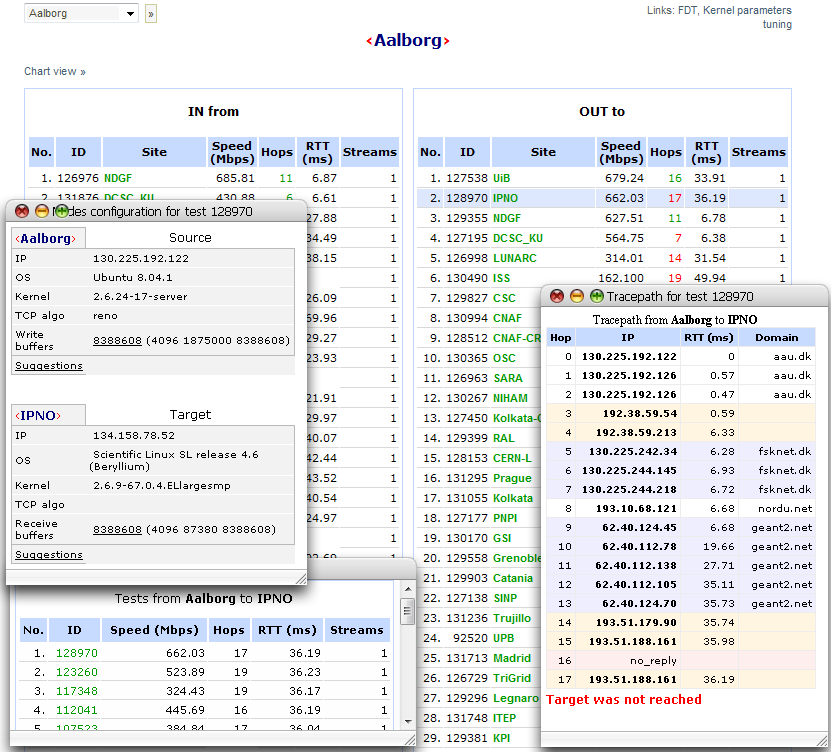 Aalborg »
Links: FDT, Kernel parameters
tuning
‹Aalborg›
Chart view »
IN from
No. ID Site Speed (Mbps) Hops RTT (ms) Streams
1. 126976 NDGF 685.81 11 6.87 1
2. 131876 DCSC_KU 430.88 6 6.61 1
27.88 1
34.49 1
38.15 1
1
26.09 1
59.96 1
29.27 1
23.93 1
1
21.91 1
29.97 1
40.07 1
42.44 1
43.52 1
40.54 1
24.97 1
1
OUT to
No. ID Site Speed (Mbps) Hops RTT (ms) Streams
1. 127538 UiB 679.24 16 33.91 1
2. 128970 IPNO 662.03 17 36.19 1
3. 129355 NDGF 627.51 11 6.78 1
4. 127195 DCSC_KU 564.75 7 6.38 1
5. 126998 LUNARC 314.01 14 31.54 1
6. 130490 ISS 162.100 19 49.94 1
7. 129827 CSC
8. 130994 CNAF
9. 128512 CNAF-CR
10. 130365 OSC
11. 126963 SARA
12. 130267 NIHAM
13. 127450 Kolkata-
14. 129399 RAL
15. 128153 CERN-L
16. 131295 Prague
17. 131055 Kolkata
18. 127177 PNPI
19. 130170 GSI
20. 129558 Grenoble
21. 129903 Catania
22. 127138 SINP
23. 131236 Trujillo
24. 92520 UPB
25. 131713 Madrid
26. 126729 TriGrid
27. 129296 Legnaro
28. 131748 ITEP
29. 129381 KPI
des configuration for test 128970
‹Aalborg› Source
IP 130.225.192.122
OS Ubuntu 8.04.1
Kernel 2.6.24-17-server
TCP algo reno
Write buffers 8388608 (4096 1875000 8388608)
Suggestions
‹IPNO› Target
IP 134.158.78.52
OS Scientific Linux SL release 4.6 (Beryllium)
Kernel 2.6.9-67.0.4.ELlargesmp
TCP algo
Receive buffers 8388608 (4096 87380 8388608)
Suggestions
Tests from Aalborg to IPNO
No. ID Speed (Mbps) Hops RTT (ms) Streams
1. 128970 662.03 17 36.19 1
2. 123260 523.89 19 36.23 1
3. 117348 324.43 19 36.17 1
4. 112041 445.69 16 36.19 1
5. 107523 384.84 17 36.04 1
Tracepath for test 128970
Tracepath from Aalborg to IPNO
Hop IP RTT (ms) Domain
0 130.225.192.122 0 aau.dk
1 130.225.192.126 0.57 aau.dk
2 130.225.192.126 0.47 aau.dk
3 192.38.59.54 0.59
4 192.38.59.213 6.33
5 130.225.242.34 6.28 fsknet.dk
6 130.225.244.145 6.93 fsknet.dk
7 130.225.244.218 6.72 fsknet.dk
8 193.10.68.121 6.68 nordu.net
9 62.40.124.45 6.68 geant2.net
10 62.40.112.78 19.66 geant2.net
11 62.40.112.138 27.71 geant2.net
12 62.40.112.105 35.11 geant2.net
13 62.40.124.70 35.73 geant2.net
14 193.51.179.90 35.74
15 193.51.188.161 35.98
16 no_reply
17 193.51.188.161 36.19
Target was not reached